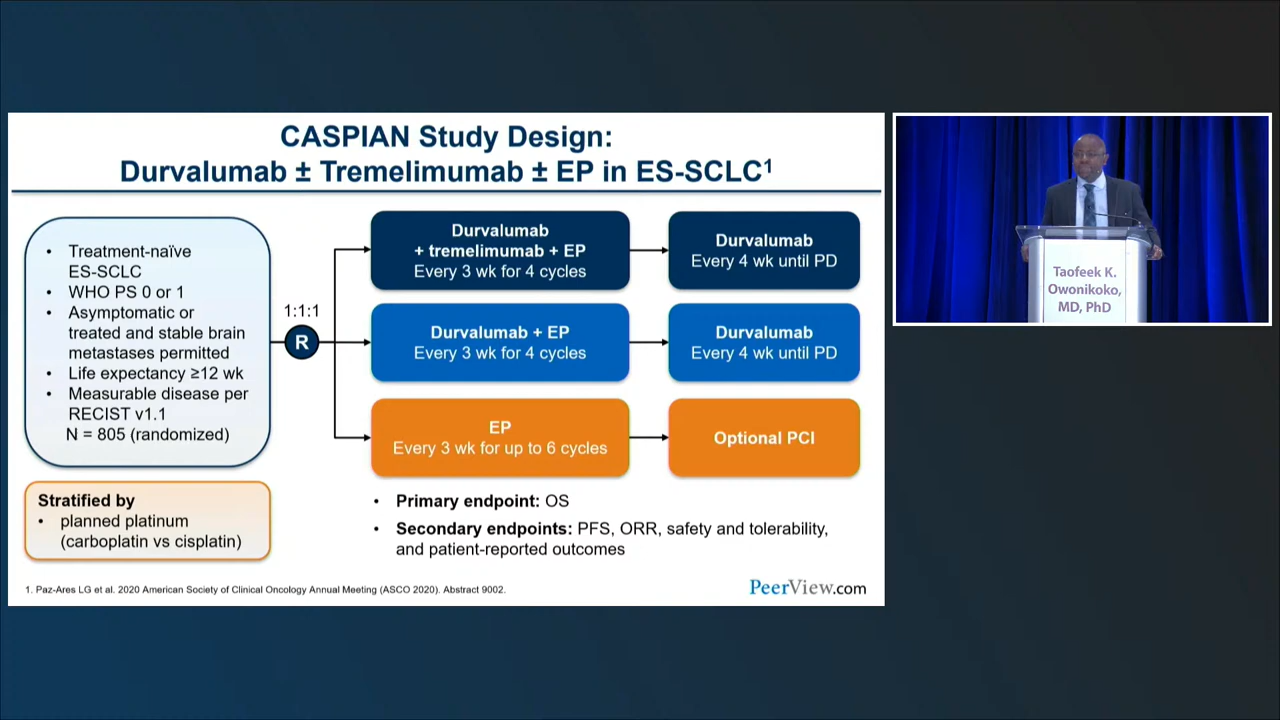 CASPIAN Study Design:
Durvalumab ± Tremelimumab ± EP in ES-SCLC1
• Treatment-naïve
ES-SCLC
• WHO PS 0 or 1
• Asymptomatic or
treated and stable brain
metastases permitted
• Life expectancy ≥12 wk
• Measurable disease per
RECIST v1.1
N = 805 (randomized)
Stratified by
• planned platinum
(carboplatin vs cisplatin)
1:1:1
R
Durvalumab
+ tremelimumab + EP
Every 3 wk for 4 cycles
Durvalumab
Every 4 wk until PD
Durvalumab + EP
Every 3 wk for 4 cycles
Durvalumab
Every 4 wk until PD
EP
Every 3 wk for up to 6 cycles
Optional PCI
• Primary endpoint: OS
• Secondary endpoints: PFS, ORR, safety and tolerability,
and patient-reported outcomes
1. Paz-Ares LG et al. 2020 American Society of Clinical Oncology Annual Meeting (ASCO 2020). Abstract 9002.
PeerView.com
Taofeek K.
Owonikoko,
MD, PhD